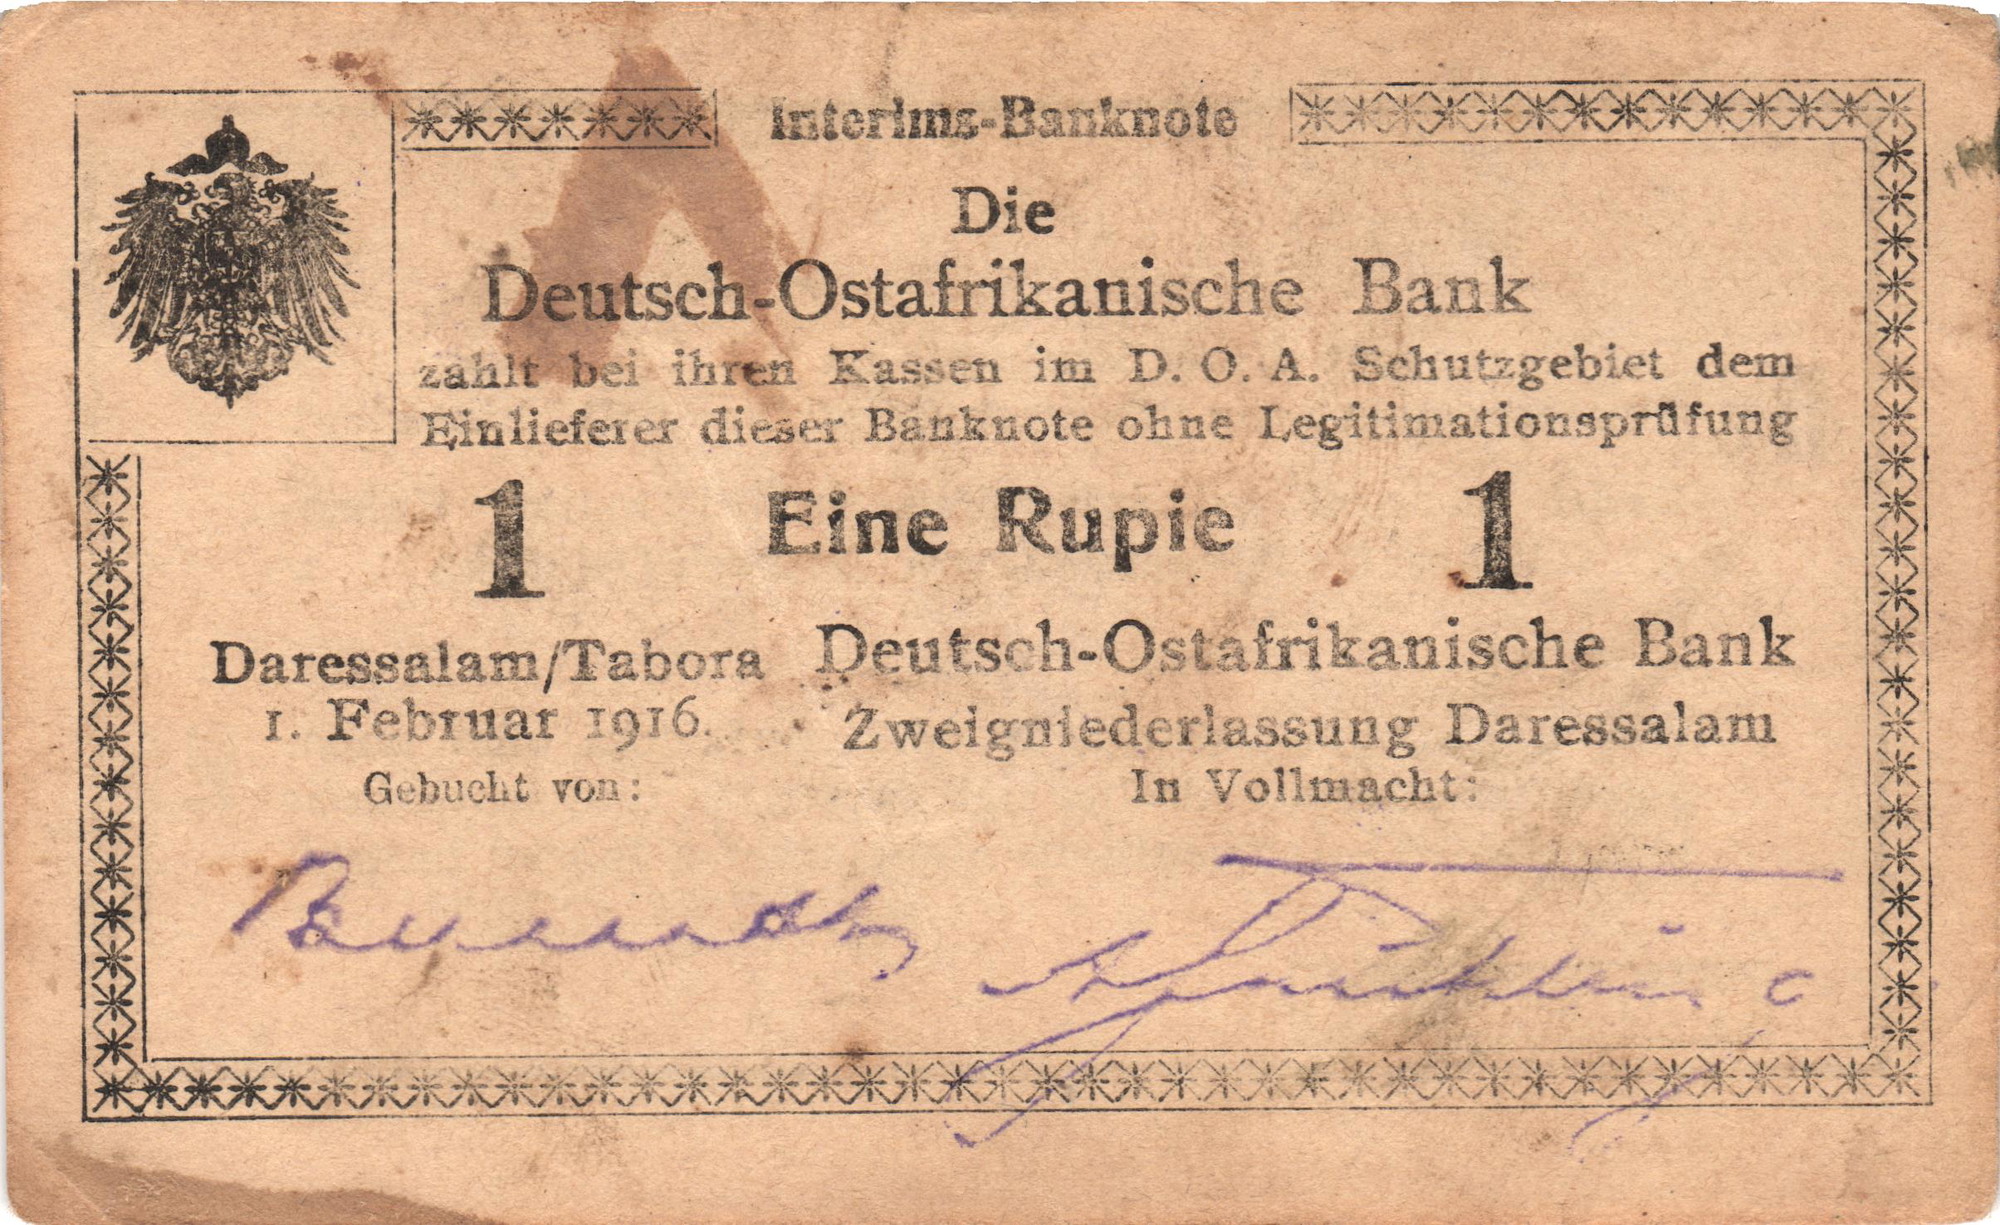 Interims-Banknote
Die
Deutsch-Ostafrikanische Bank
zahlt bei ihren Kassen im D. O. A. Schutzgebiet dem
Einlieferer dieser Banknote ohne Legitimationsprüfung
1 Eine Rupie 1
Daressalam/Tabora
1. Februar 1916.
Gebucht von:
Deutsch-Ostafrikanische Bank
Zweigniederlassung Daressalam
In Vollmacht: